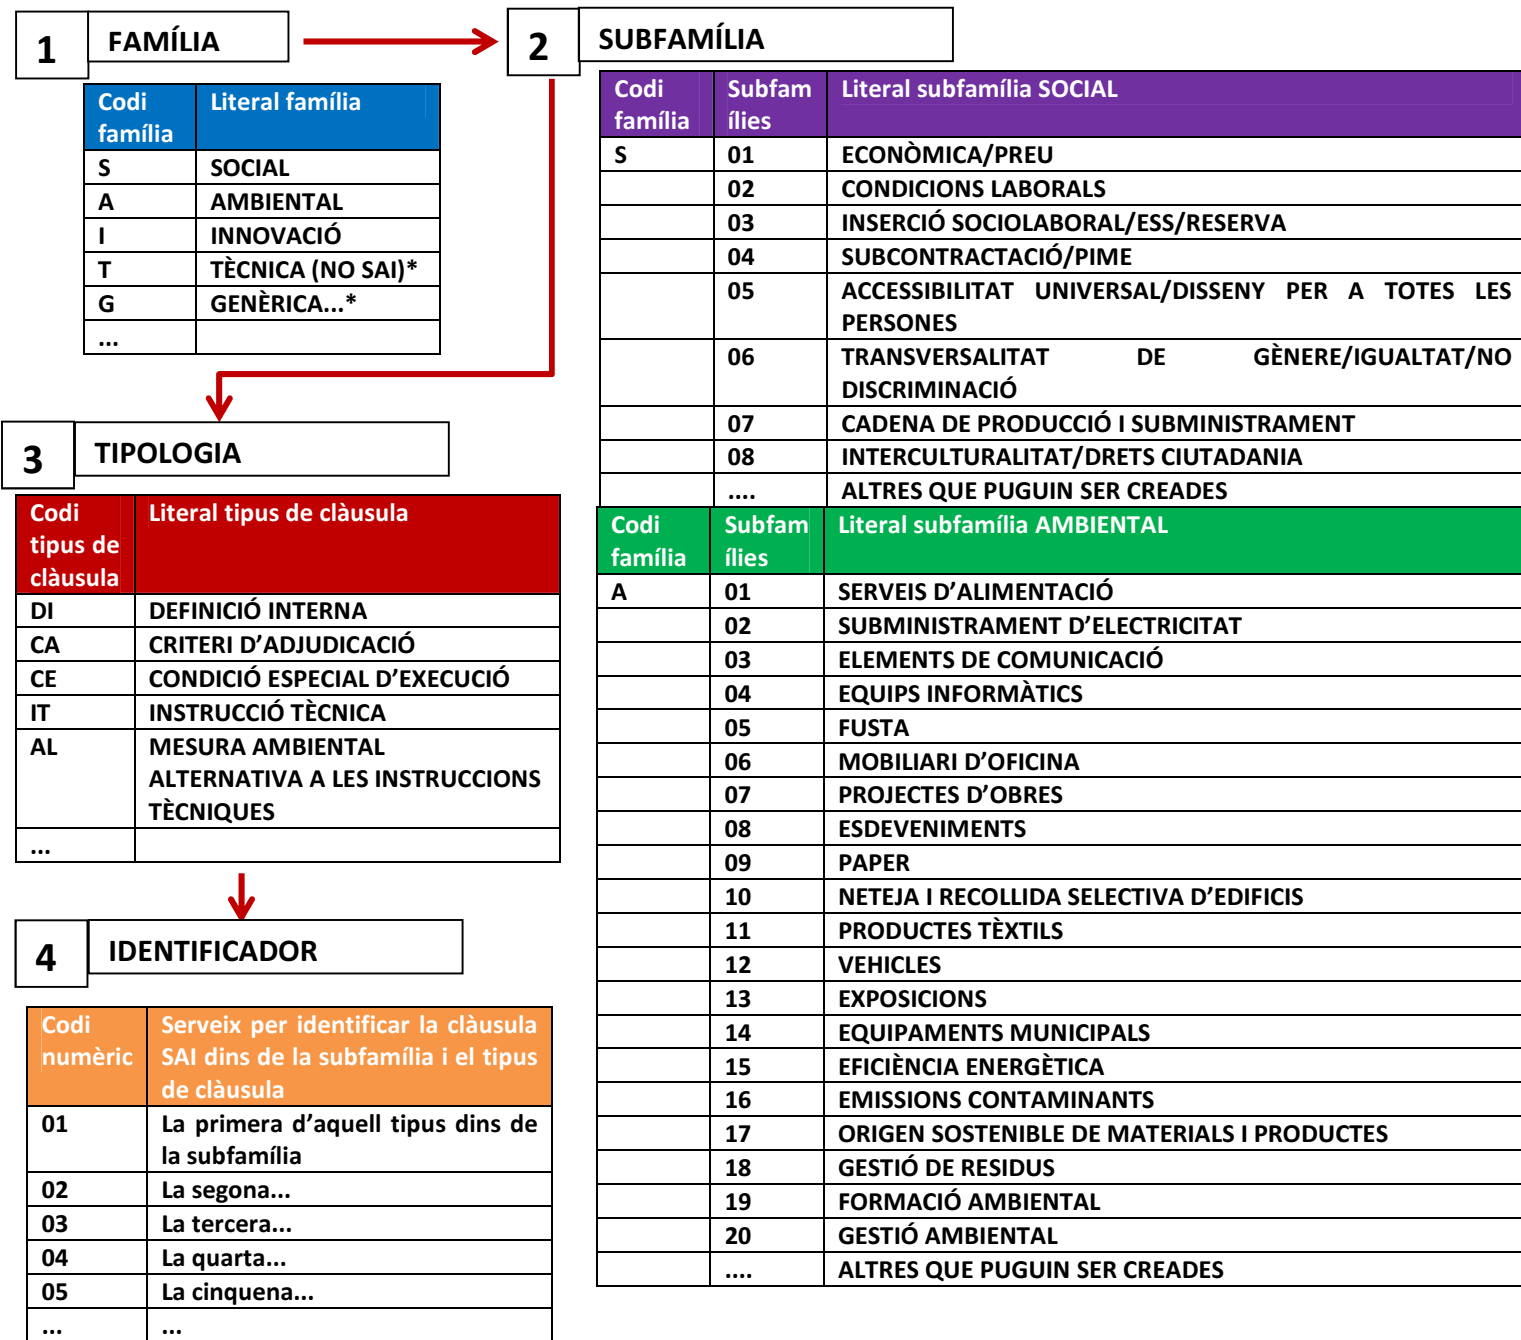 1 FAMÍLIA
Codi Literal família
família
S SOCIAL
A AMBIENTAL
I INNOVACIÓ
T TÈCNICA (NO SAI)*
G GENÈRICA...*
...
2 SUBFAMÍLIA
Codi Subfam Literal subfamília SOCIAL
família ílies
S 01 ECONÒMICA/PREU
02 CONDICIONS LABORALS
03 INSERCIÓ SOCIOLABORAL/ESS/RESERVA
04 SUBCONTRACTACIÓ/PIME
05 ACCESSIBILITAT UNIVERSAL/DISSENY PER A TOTES LES
PERSONES
06 TRANSVERSALITAT DE GÈNERE/IGUALTAT/NO
DISCRIMINACIÓ
07 CADENA DE PRODUCCIÓ I SUBMINISTRAMENT
08 INTERCULTURALITAT/DRETS CIUTADANIA
.... ALTRES QUE PUGUIN SER CREADES
Codi Subfam Literal subfamília AMBIENTAL
família ílies
A 01 SERVEIS D’ALIMENTACIÓ
02 SUBMINISTRAMENT D’ELECTRICITAT
03 ELEMENTS DE COMUNICACIÓ
04 EQUIPS INFORMÀTICS
05 FUSTA
06 MOBILIARI D’OFICINA
07 PROJECTES D’OBRES
08 ESDEVENIMENTS
09 PAPER
10 NETEJA I RECOLLIDA SELECTIVA D’EDIFICIS
11 PRODUCTES TÈXTILS
12 VEHICLES
13 EXPOSICIONS
14 EQUIPAMENTS MUNICIPALS
15 EFICIÈNCIA ENERGÈTICA
16 EMISSIONS CONTAMINANTS
17 ORIGEN SOSTENIBLE DE MATERIALS I PRODUCTES
18 GESTIÓ DE RESIDUS
19 FORMACIÓ AMBIENTAL
20 GESTIÓ AMBIENTAL
.... ALTRES QUE PUGUIN SER CREADES
3 TIPOLOGIA
Codi Literal tipus de clàusula
tipus de
clàusula
DI DEFINICIÓ INTERNA
CA CRITERI D’ADJUDICACIÓ
CE CONDICIÓ ESPECIAL D’EXECUCIÓ
IT INSTRUCCIÓ TÈCNICA
AL MESURA AMBIENTAL
ALTERNATIVA A LES INSTRUCCIONS
TÈCNIQUES
...
4 IDENTIFICADOR
Codi Serveix per identificar la clàusula
numèric SAI dins de la subfamília i el tipus
de clàusula
01 La primera d’aquell tipus dins de
la subfamília
02 La segona...
03 La tercera...
04 La quarta...
05 La cinquena...
... ...